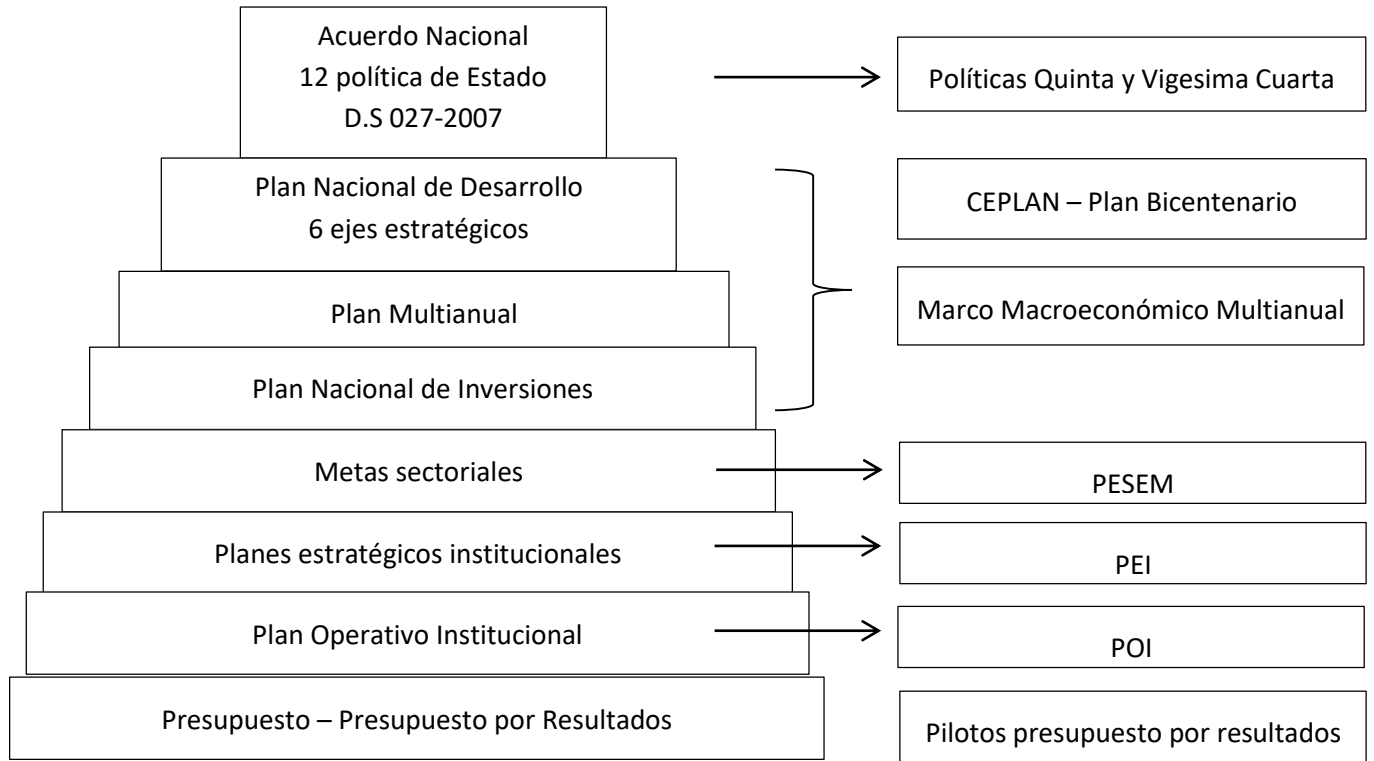 Acuerdo Nacional
12 política de Estado
D.S 027-2007
Políticas Quinta y Vigesima Cuarta
Plan Nacional de Desarrollo
6 ejes estratégicos
CEPLAN – Plan Bicentenario
Plan Multianual
Marco Macroeconómico Multianual
Plan Nacional de Inversiones
Metas sectoriales
PESEM
Planes estratégicos institucionales
PEI
Plan Operativo Institucional
POI
Presupuesto – Presupuesto por Resultados
Pilotos presupuesto por resultados